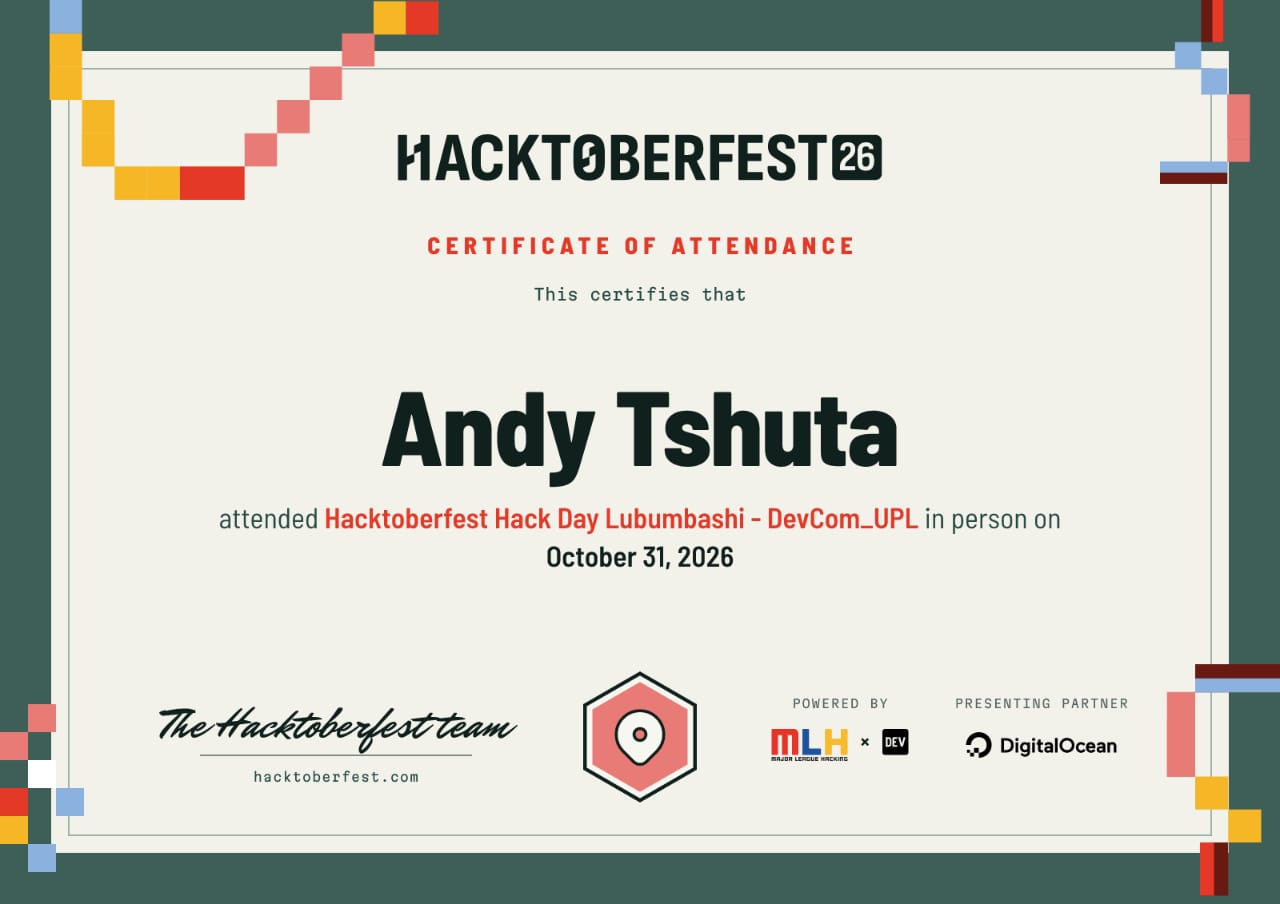 HACKTOBERFEST 26
CERTIFICATE OF ATTENDANCE
This certifies that
Andy Tshuta
attended Hacktoberfest Hack Day Lubumbashi - DevCom_UPL in person on
October 31, 2026
The Hacktoberfest team
hacktoberfest.com
POWERED BY
MLH × DEV
MAJOR LEAGUE HACKING
PRESENTING PARTNER
DigitalOcean